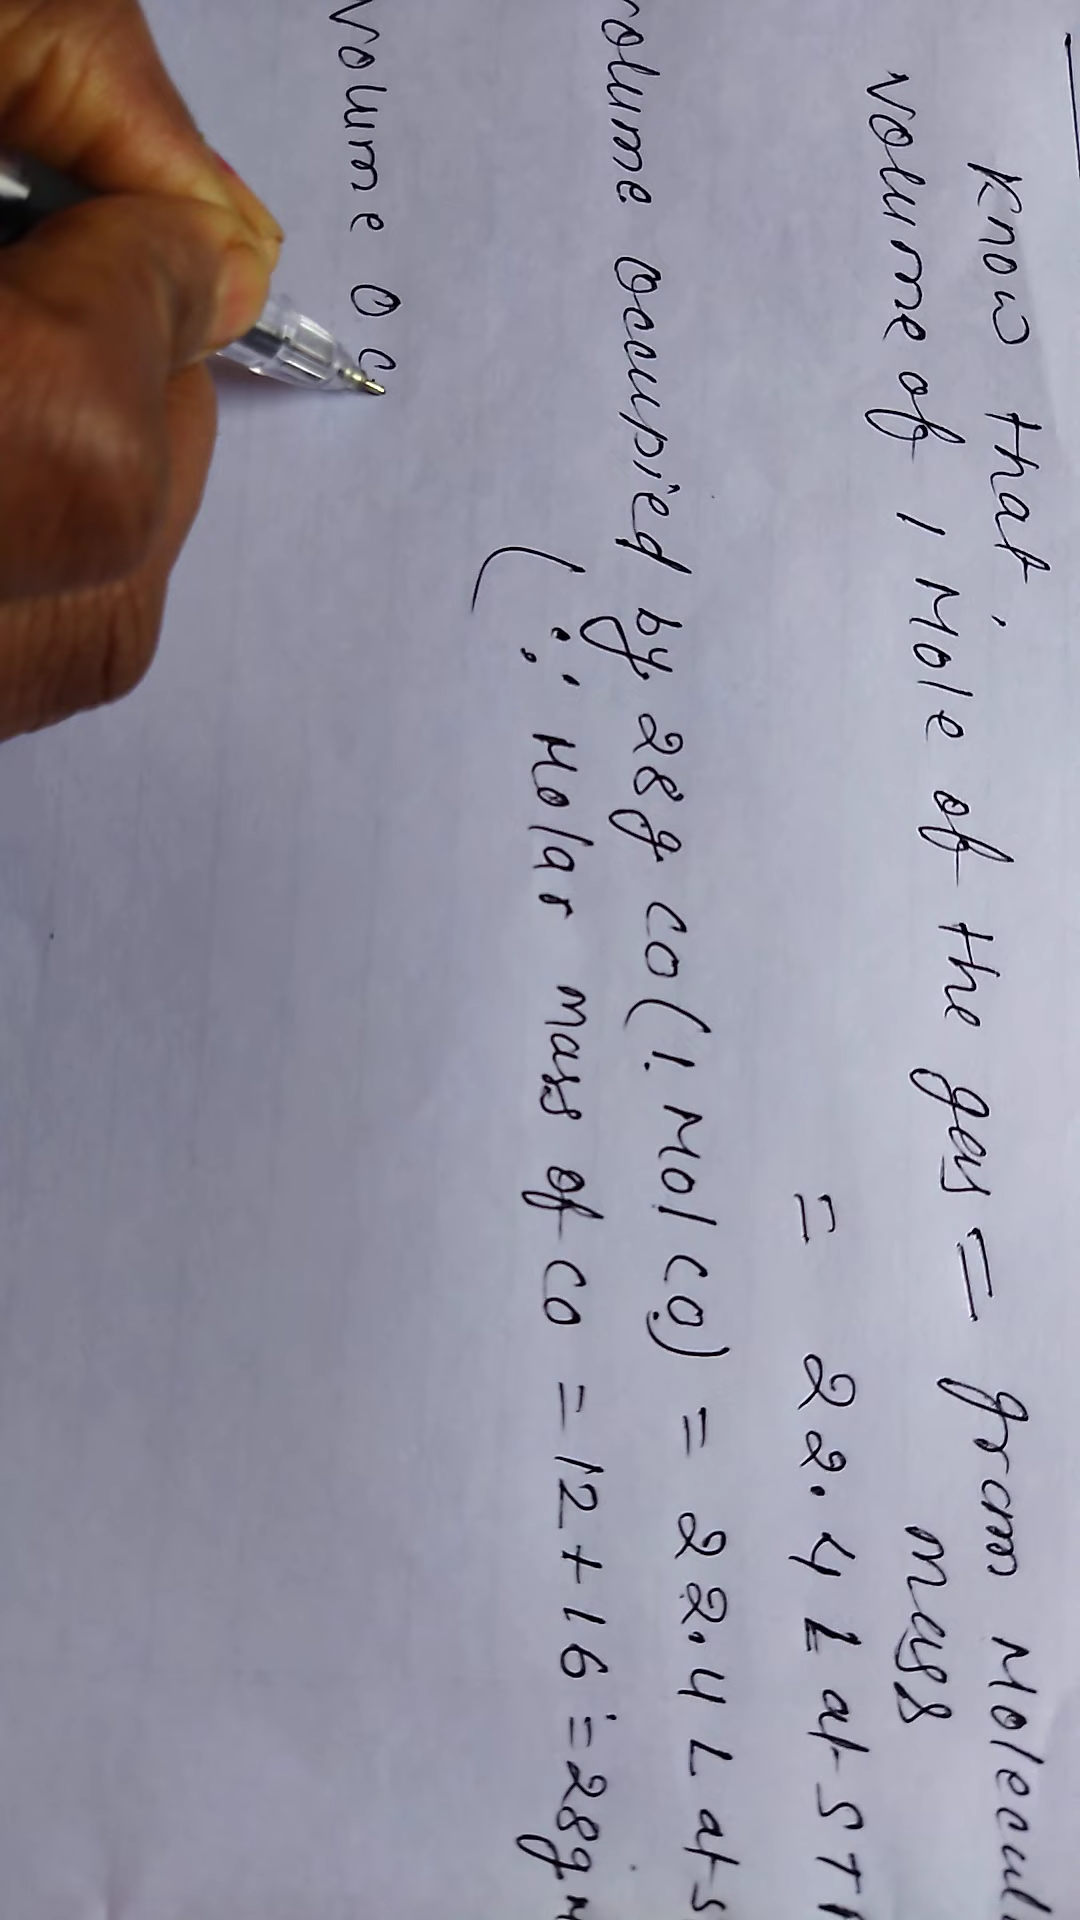 know that,
volume of 1 Mole of the gas = gram Molecul
mass
= 22.4 L at STP
volume occupied by 28g CO (1 Mol CO) = 22.4 L at S
(∵ Molar mass of CO = 12 + 16 = 28g M
volume oc